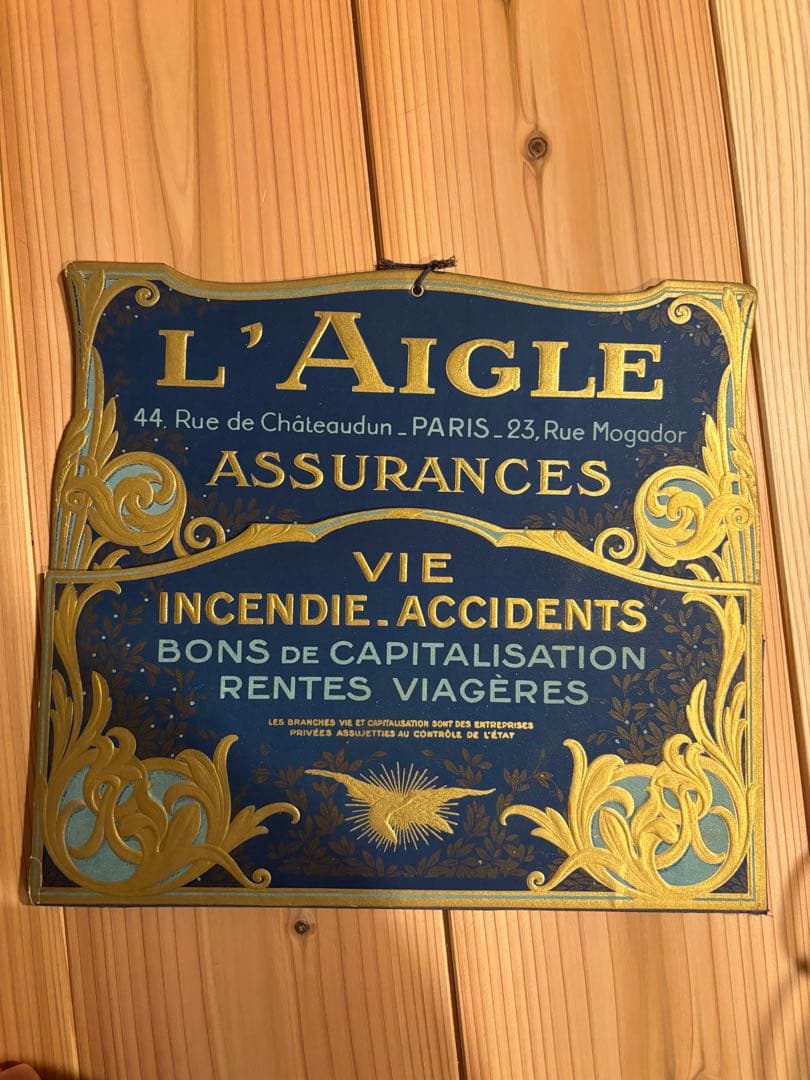 L'AIGLE
44. Rue de Châteaudun - PARIS - 23, Rue Mogador
ASSURANCES
VIE
INCENDIE - ACCIDENTS
BONS DE CAPITALISATION
RENTES VIAGÈRES
LES BRANCHES VIE ET CAPITALISATION SONT DES ENTREPRISES
PRIVÉES ASSUJETTIES AU CONTRÔLE DE L'ÉTAT